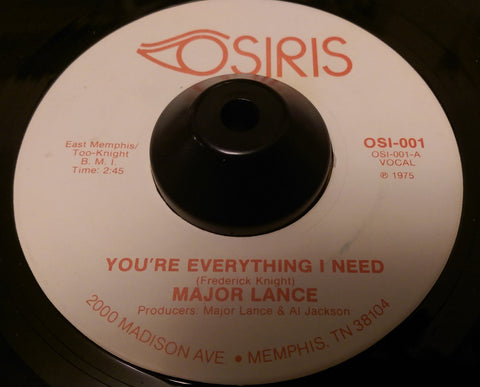 OSIRIS
East Memphis/
Too-Knight
B. M. I.
Time: 2:45
OSI-001
OSI-001-A
VOCAL
℗ 1975
YOU'RE EVERYTHING I NEED
(Frederick Knight)
MAJOR LANCE
Producers: Major Lance & Al Jackson
2000 MADISON AVE • MEMPHIS, TN 38104